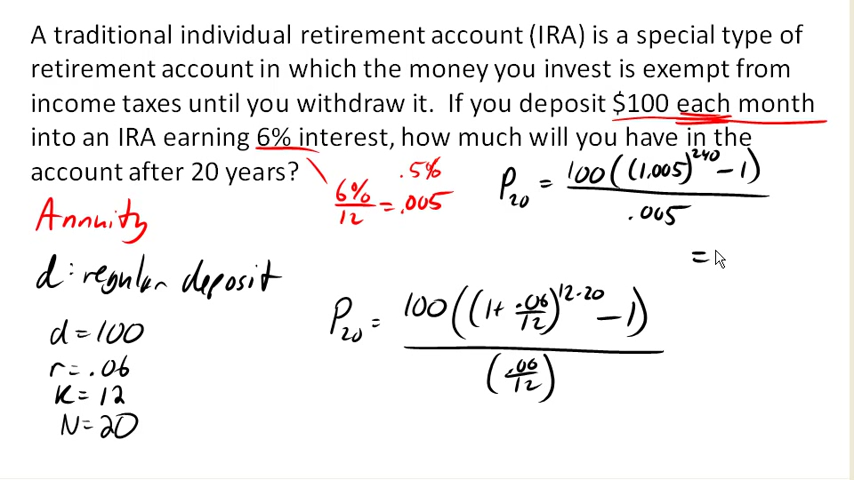 A traditional individual retirement account (IRA) is a special type of
retirement account in which the money you invest is exempt from
income taxes until you withdraw it. If you deposit $100 each month
into an IRA earning 6% interest, how much will you have in the
account after 20 years?
.5%
6%/12 = .005
P₂₀ = 100((1.005)²⁴⁰ - 1) / .005
=
Annuity
d: regular deposit
P₂₀ = 100((1 + .06/12)^12·20 - 1) / (.06/12)
d = 100
r = .06
K = 12
N = 20